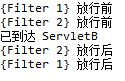 {Filter 1} 放行前
{Filter 2} 放行前
已到达 ServletB
{Filter 2} 放行后
{Filter 1} 放行后